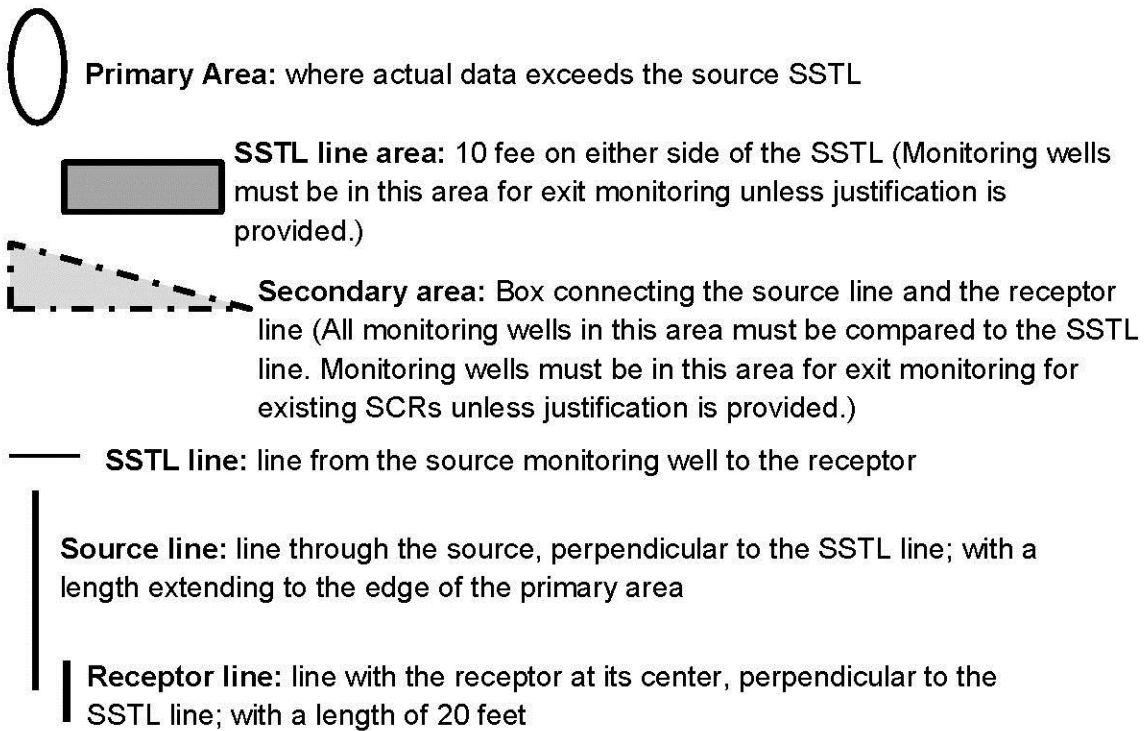 Primary Area: where actual data exceeds the source SSTL
SSTL line area: 10 fee on either side of the SSTL (Monitoring wells
must be in this area for exit monitoring unless justification is
provided.)
Secondary area: Box connecting the source line and the receptor
line (All monitoring wells in this area must be compared to the SSTL
line. Monitoring wells must be in this area for exit monitoring for
existing SCRs unless justification is provided.)
SSTL line: line from the source monitoring well to the receptor
Source line: line through the source, perpendicular to the SSTL line; with a
length extending to the edge of the primary area
Receptor line: line with the receptor at its center, perpendicular to the
SSTL line; with a length of 20 feet